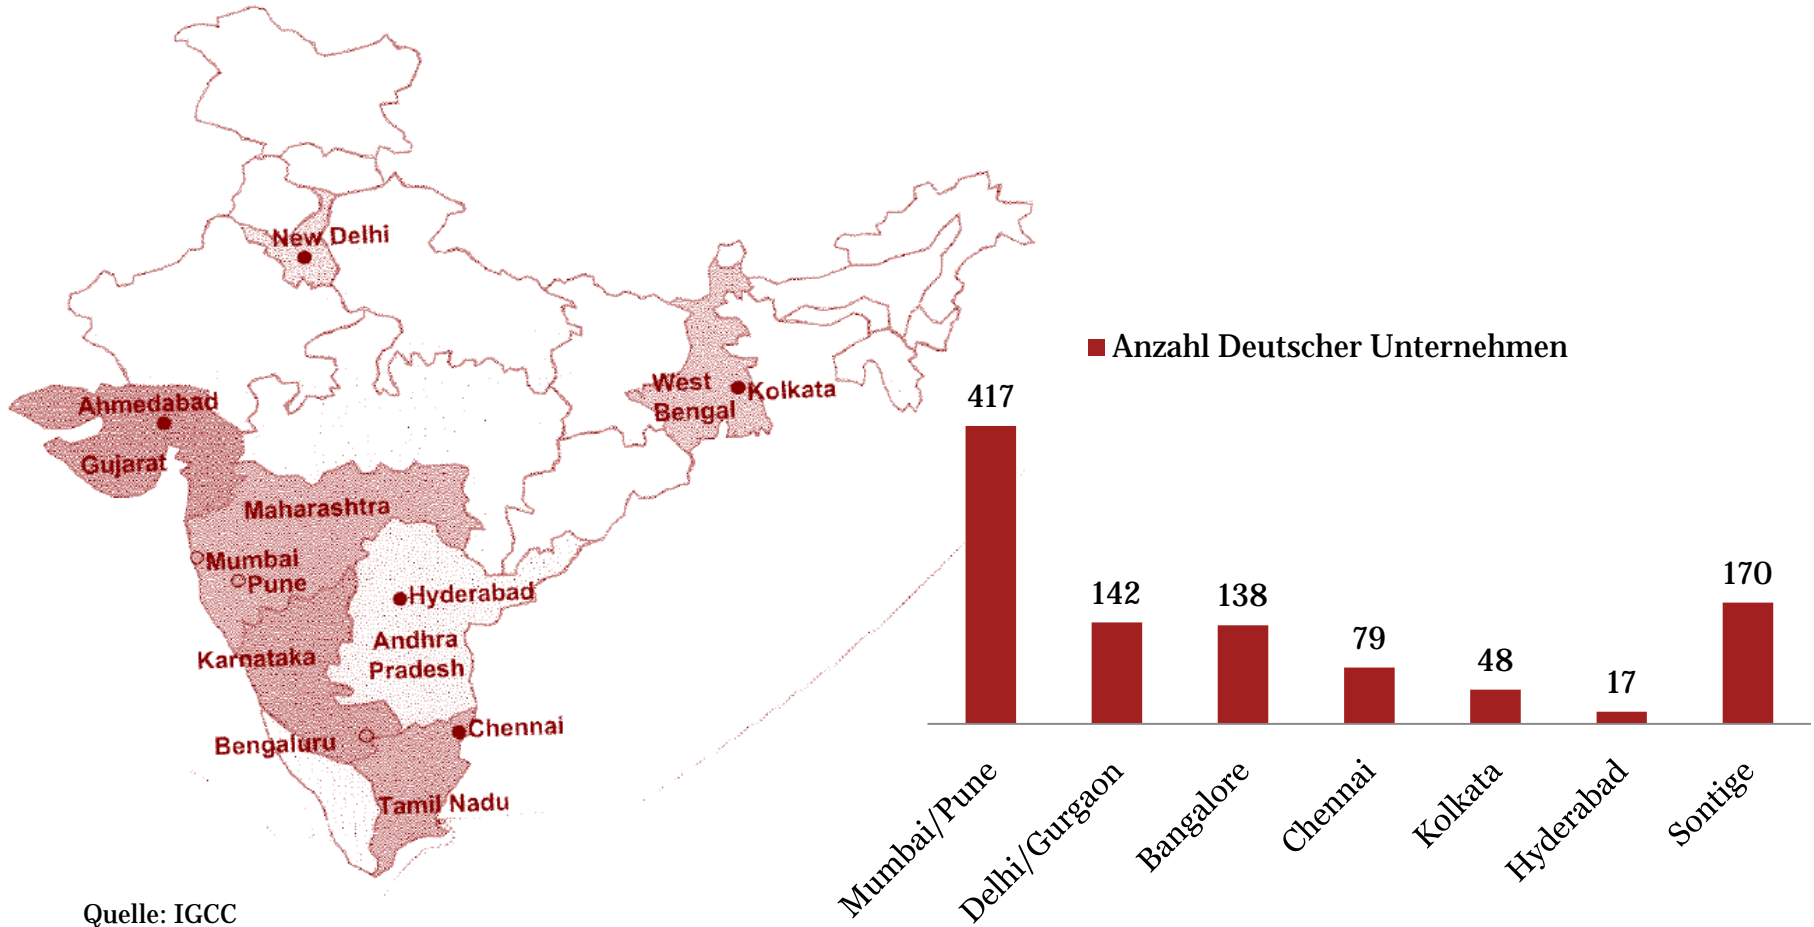 New Delhi
West
Bengal
Kolkata
Ahmedabad
Gujarat
Maharashtra
Mumbai
Pune
Hyderabad
Andhra
Pradesh
Karnataka
Chennai
Bengaluru
Tamil Nadu
Quelle: IGCC
Anzahl Deutscher Unternehmen
417
142
138
79
48
17
170
Mumbai/Pune
Delhi/Gurgaon
Bangalore
Chennai
Kolkata
Hyderabad
Sontige